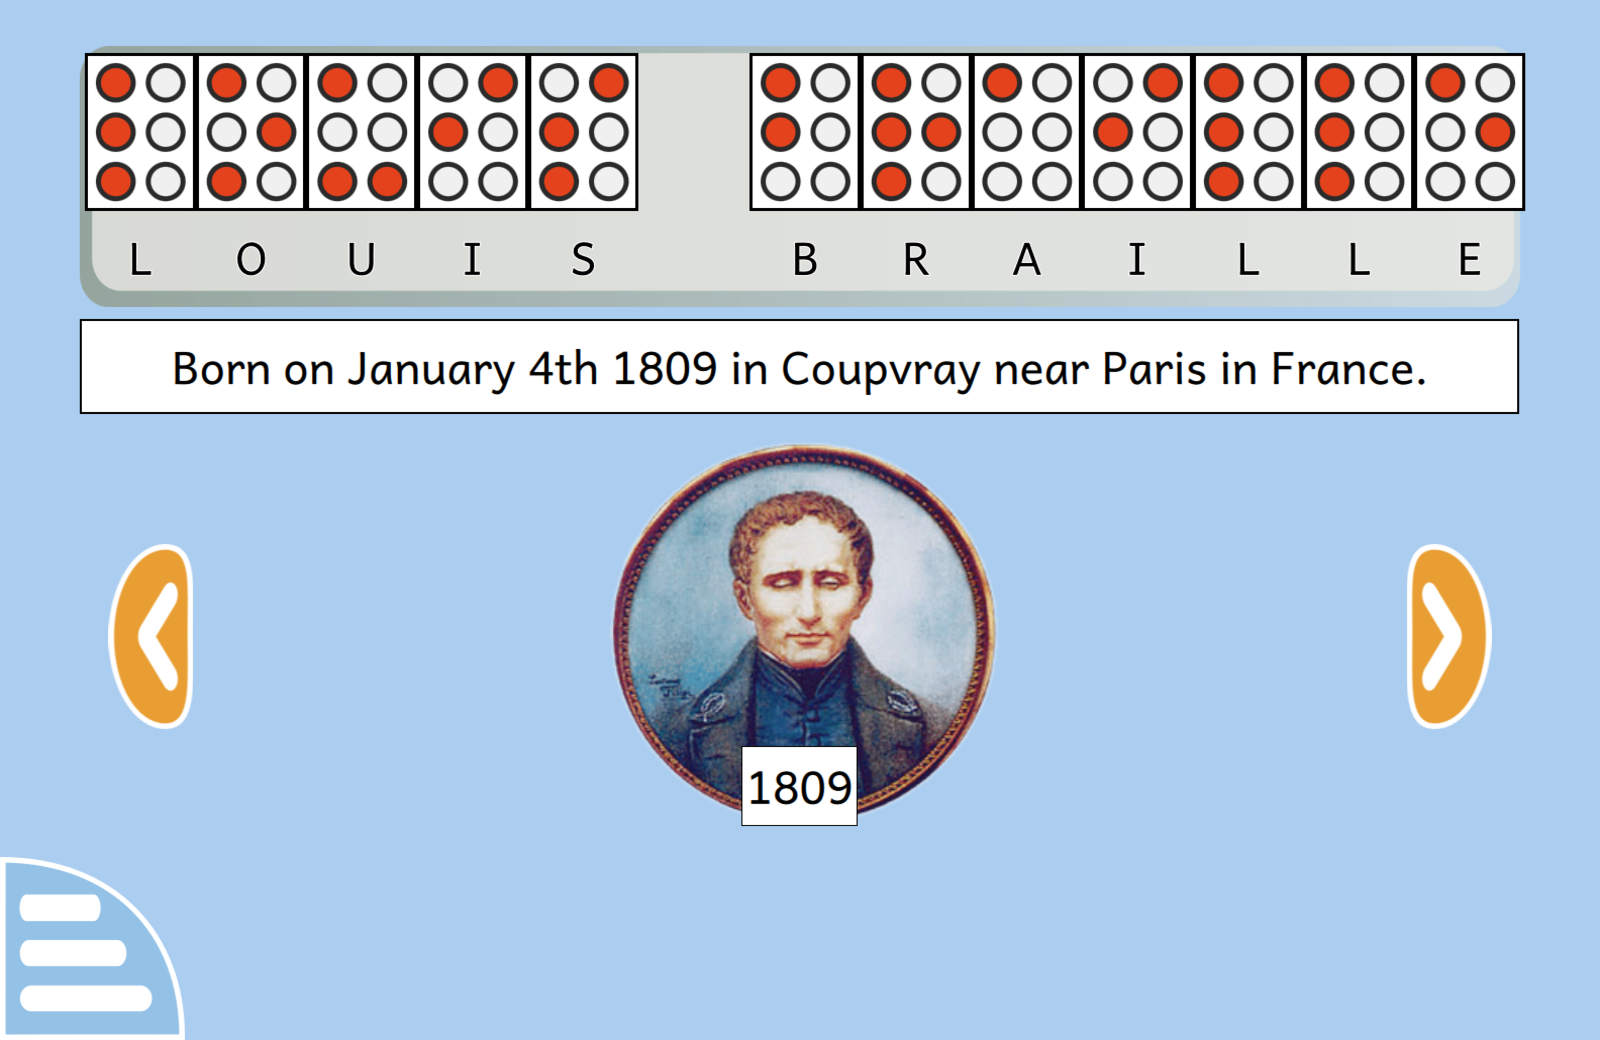 ⠇⠕⠥⠊⠎ ⠃⠗⠁⠊⠇⠇⠑
L O U I S B R A I L L E
Born on January 4th 1809 in Coupvray near Paris in France.
1809